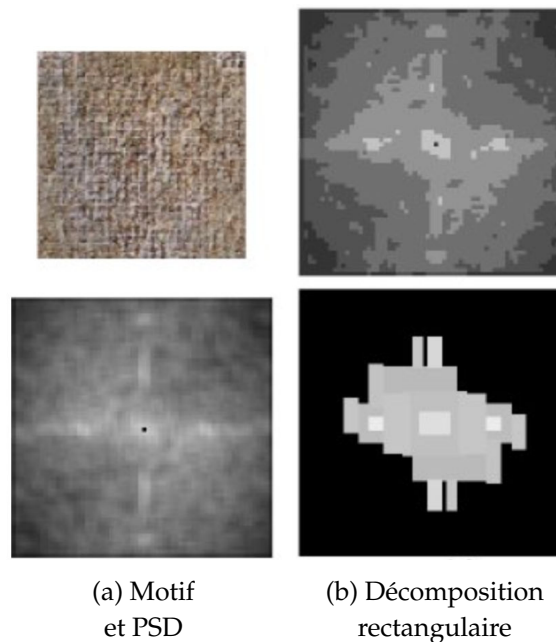 (a) Motif
et PSD
(b) Décomposition
rectangulaire